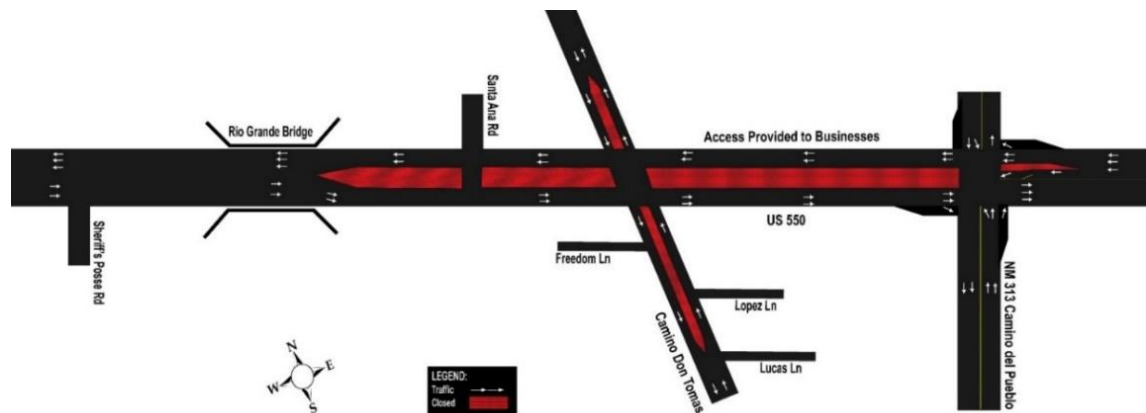 Santa Ana Rd
Rio Grande Bridge
Access Provided to Businesses
US 550
Sheriff's Posse Rd
Freedom Ln
Lopez Ln
Lucas Ln
Camino Don Tomas
NM 313 Camino del Pueblo
N
W E
S
LEGEND:
Traffic
Closed